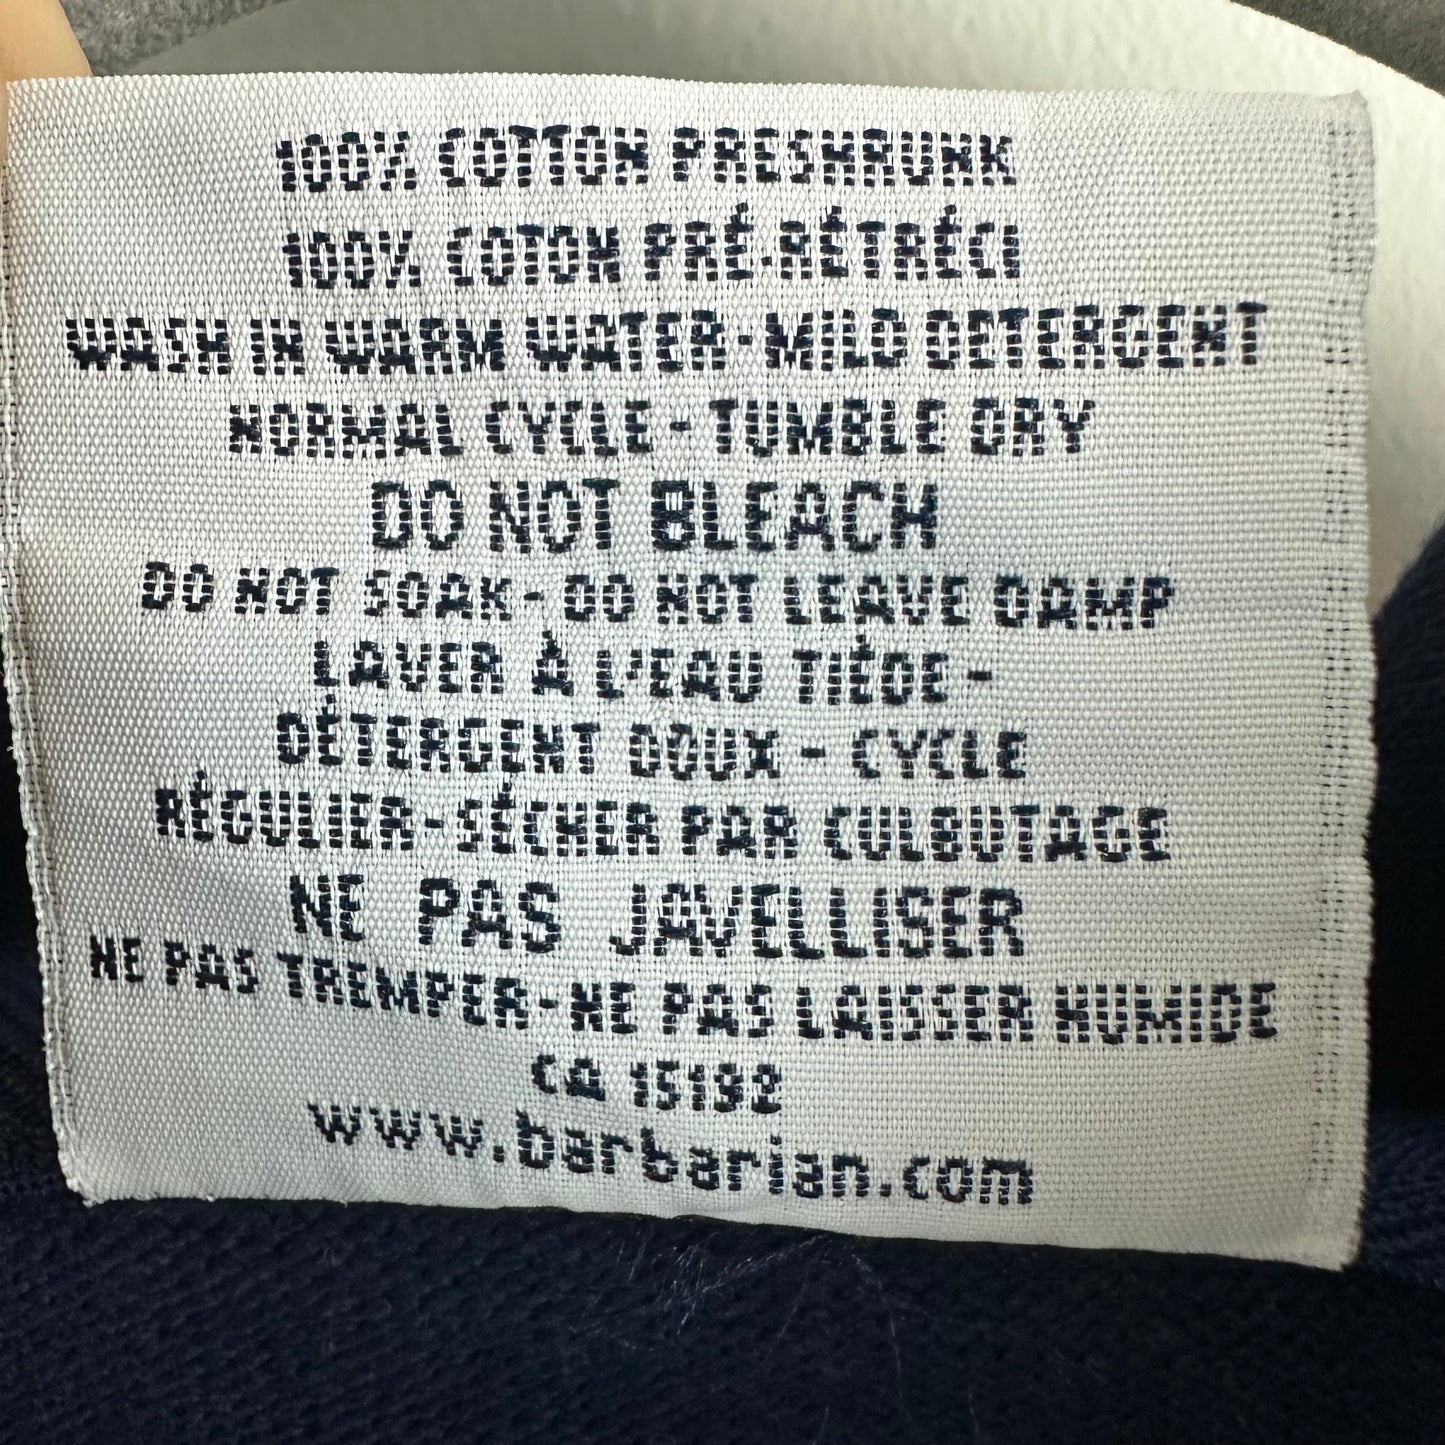 100% COTTON PRESHRUNK
100% COTON PRÉ-RÉTRÉCI
WASH IN WARM WATER-MILD DETERGENT
NORMAL CYCLE-TUMBLE DRY
DO NOT BLEACH
DO NOT SOAK-DO NOT LEAVE DAMP
LAVER À L'EAU TIÉDE-
DÉTERGENT DOUX-CYCLE
RÉGULIER-SÉCHER PAR CULBUTAGE
NE PAS JAVELLISER
NE PAS TREMPER-NE PAS LAISSER HUMIDE
CA 15192
www.barbarian.com